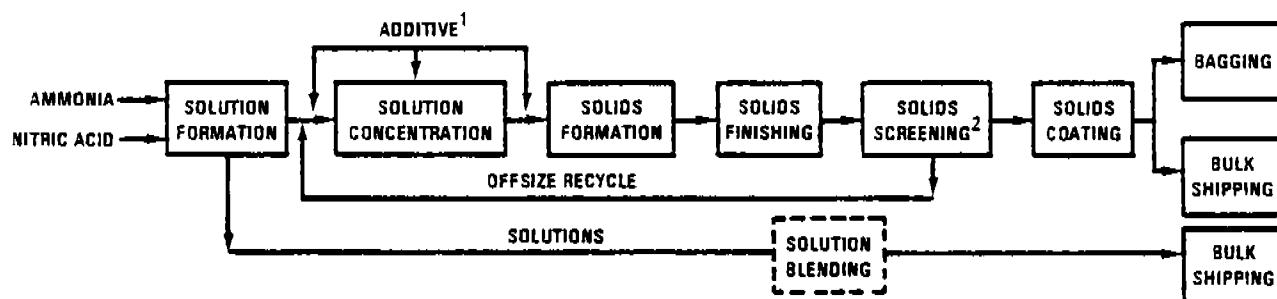 ADDITIVE¹
AMMONIA
NITRIC ACID
SOLUTION
FORMATION
SOLUTION
CONCENTRATION
SOLIDS
FORMATION
SOLIDS
FINISHING
SOLIDS
SCREENING²
SOLIDS
COATING
BAGGING
BULK
SHIPPING
OFFSIZE RECYCLE
SOLUTIONS
SOLUTION
BLENDING
BULK
SHIPPING